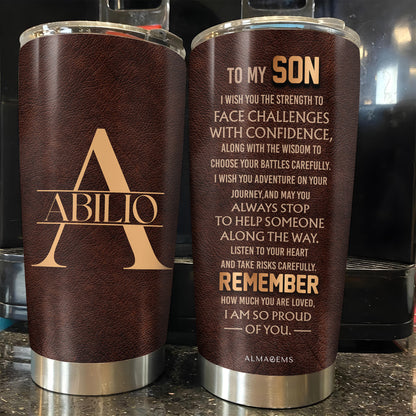 A
ABILIO
TO MY SON
I WISH YOU THE STRENGTH TO
FACE CHALLENGES
WITH CONFIDENCE,
ALONG WITH THE WISDOM TO
CHOOSE YOUR BATTLES CAREFULLY.
I WISH YOU ADVENTURE ON YOUR
JOURNEY,AND MAY YOU
ALWAYS STOP
TO HELP SOMEONE
ALONG THE WAY.
LISTEN TO YOUR HEART
AND TAKE RISKS CAREFULLY.
REMEMBER
HOW MUCH YOU ARE LOVED,
I AM SO PROUD
OF YOU.
ALMAGEMS